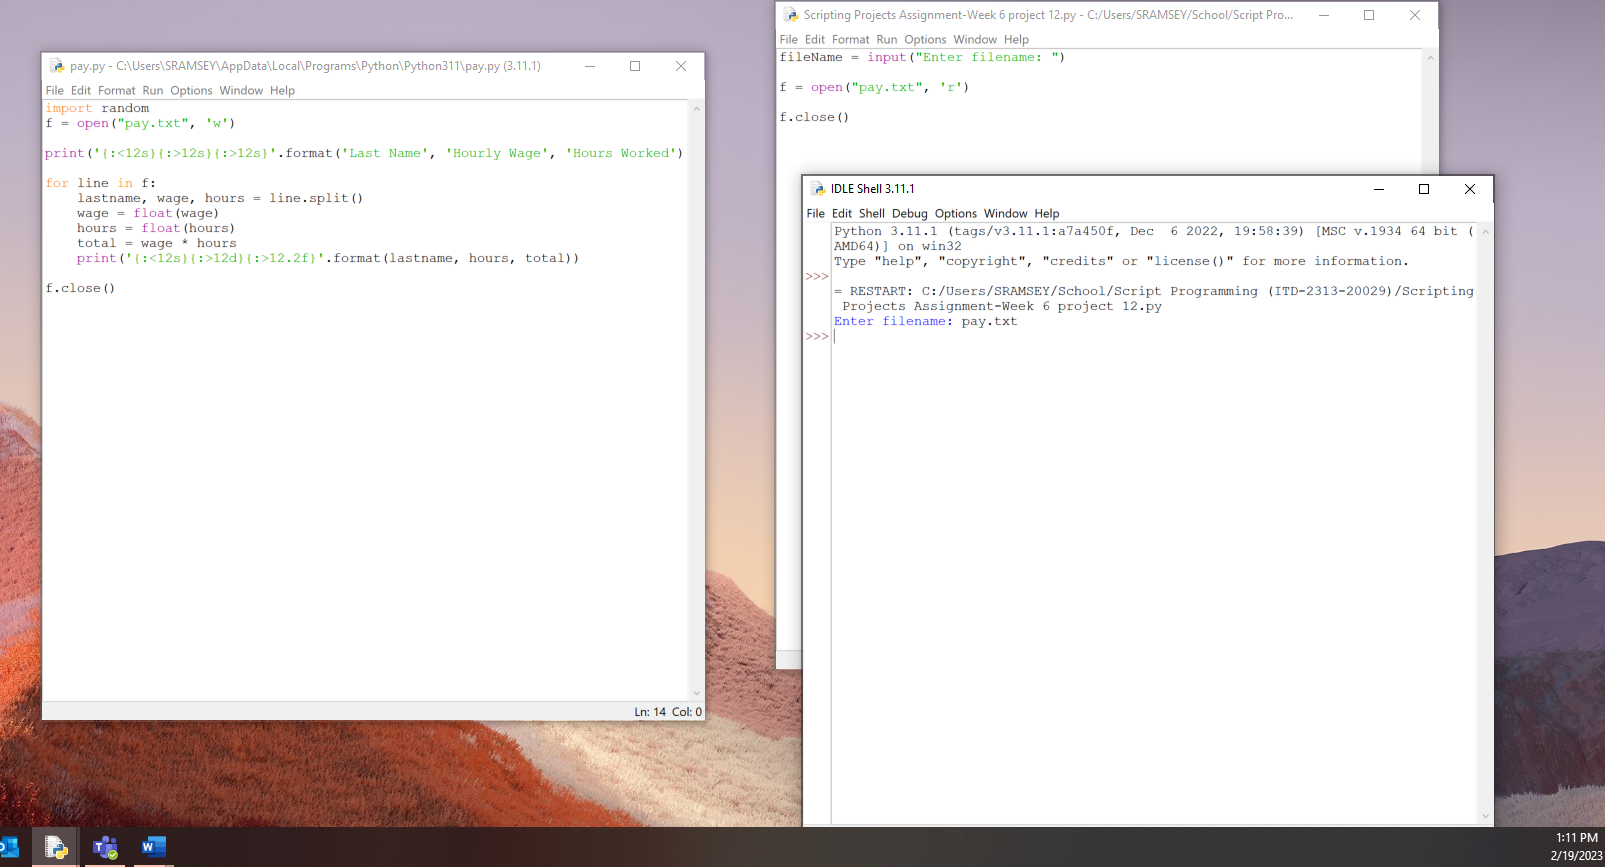 pay.py - C:\Users\SRAMSEY\AppData\Local\Programs\Python\Python311\pay.py (3.11.1)
File Edit Format Run Options Window Help
import random
f = open("pay.txt", 'w')
print('{:<12s}{:>12s}{:>12s}'.format('Last Name', 'Hourly Wage', 'Hours Worked')
for line in f:
    lastname, wage, hours = line.split()
    wage = float(wage)
    hours = float(hours)
    total = wage * hours
    print('{:<12s}{:>12d}{:>12.2f}'.format(lastname, hours, total))
f.close()
Ln: 14 Col: 0
Scripting Projects Assignment-Week 6 project 12.py - C:/Users/SRAMSEY/School/Script Pro...
File Edit Format Run Options Window Help
fileName = input("Enter filename: ")
f = open("pay.txt", 'r')
f.close()
IDLE Shell 3.11.1
File Edit Shell Debug Options Window Help
Python 3.11.1 (tags/v3.11.1:a7a450f, Dec  6 2022, 19:58:39) [MSC v.1934 64 bit (
AMD64)] on win32
Type "help", "copyright", "credits" or "license()" for more information.
>>>
= RESTART: C:/Users/SRAMSEY/School/Script Programming (ITD-2313-20029)/Scripting
 Projects Assignment-Week 6 project 12.py
Enter filename: pay.txt
>>>
1:11 PM
2/19/2023